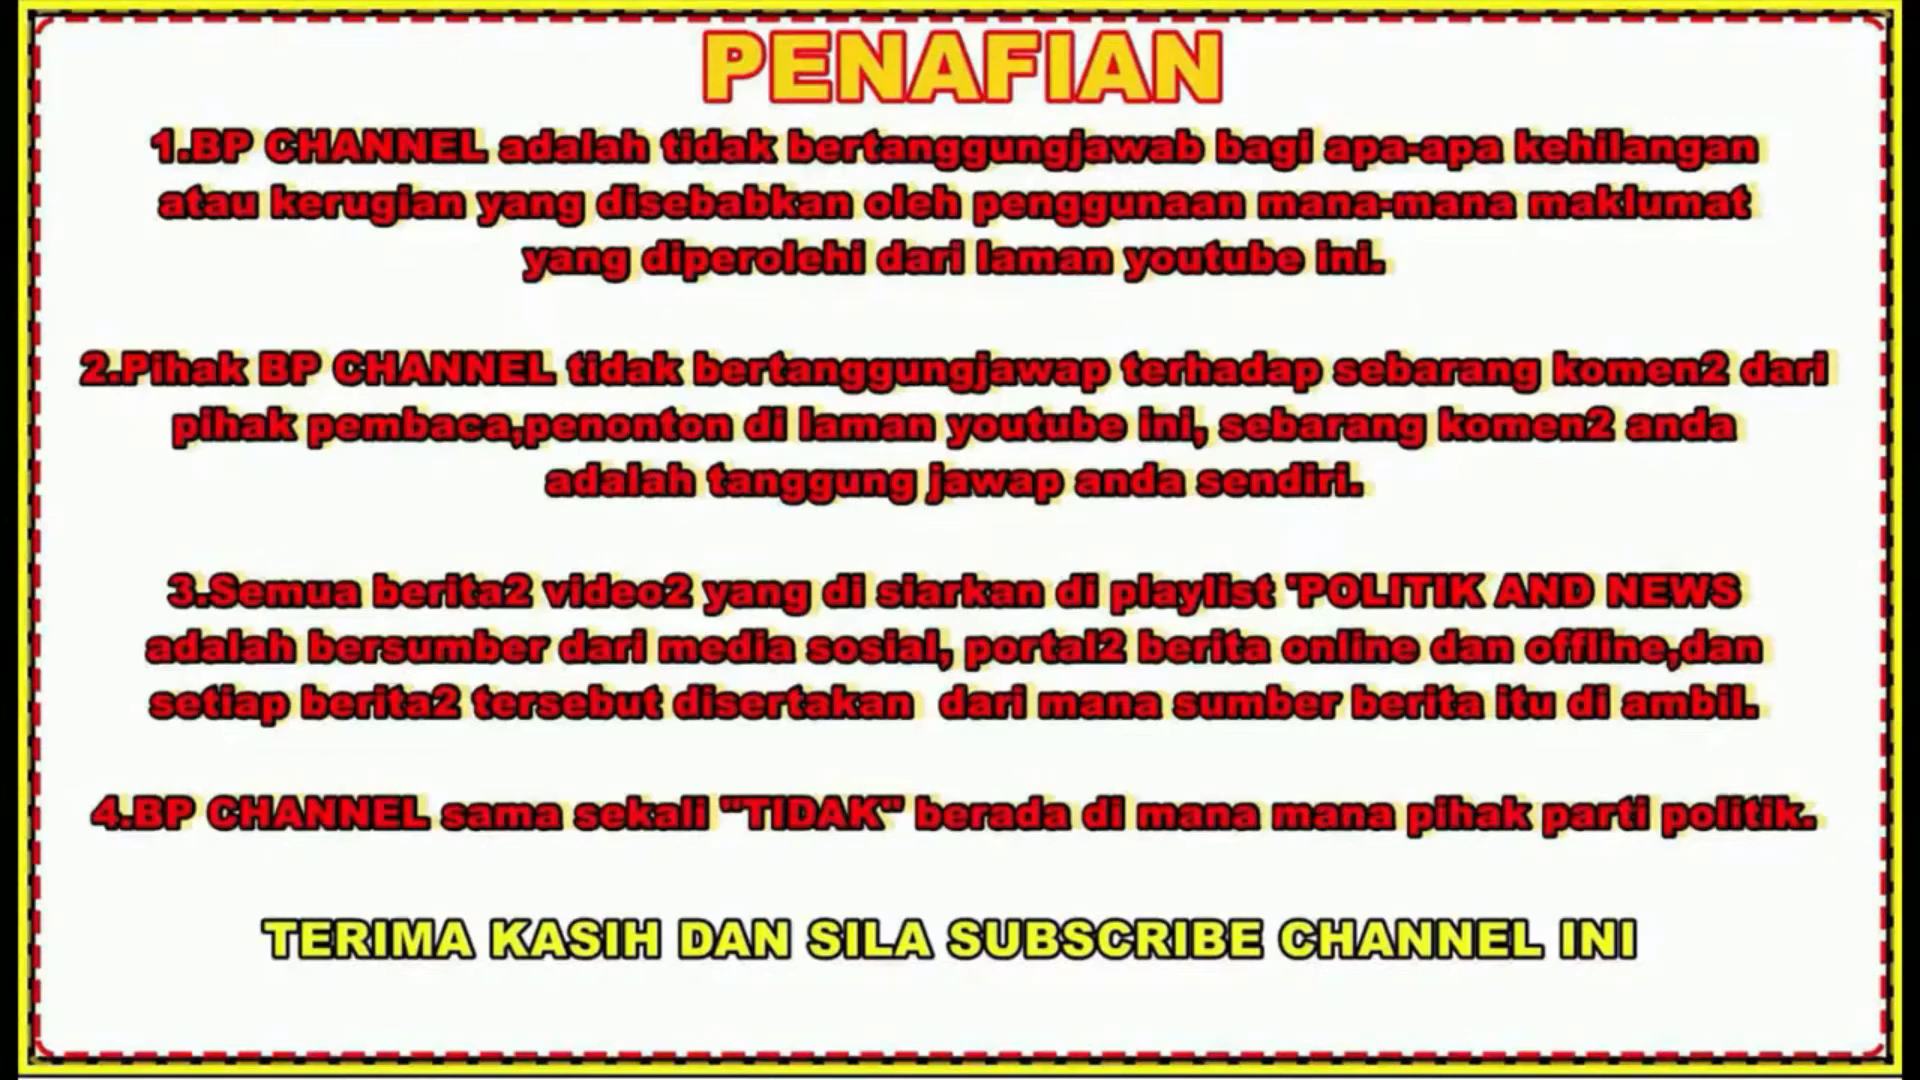 PENAFIAN
1.BP CHANNEL adalah tidak bertanggungjawab bagi apa-apa kehilangan
atau kerugian yang disebabkan oleh penggunaan mana-mana maklumat
yang diperolehi dari laman youtube ini.
2.Pihak BP CHANNEL tidak bertanggungjawap terhadap sebarang komen2 dari
pihak pembaca,penonton di laman youtube ini, sebarang komen2 anda
adalah tanggung jawap anda sendiri.
3.Semua berita2 video2 yang di siarkan di playlist 'POLITIK AND NEWS
adalah bersumber dari media sosial, portal2 berita online dan offline,dan
setiap berita2 tersebut disertakan  dari mana sumber berita itu di ambil.
4.BP CHANNEL sama sekali "TIDAK" berada di mana mana pihak parti politik.
TERIMA KASIH DAN SILA SUBSCRIBE CHANNEL INI